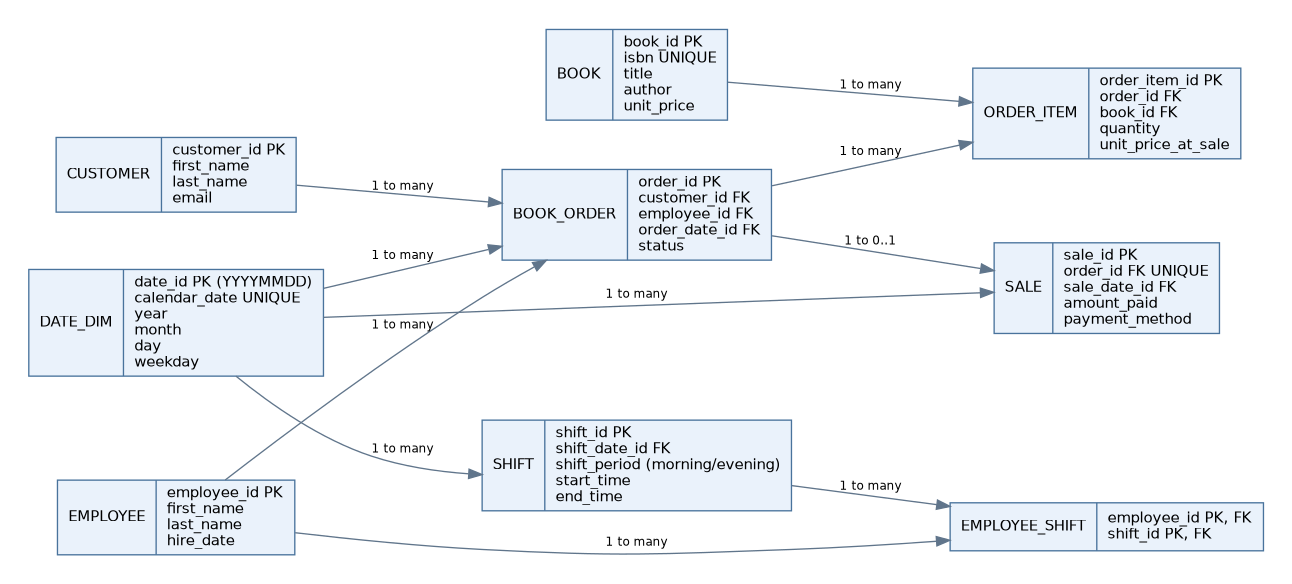 BOOK
book_id PK
isbn UNIQUE
title
author
unit_price
1 to many
ORDER_ITEM
order_item_id PK
order_id FK
book_id FK
quantity
unit_price_at_sale
CUSTOMER
customer_id PK
first_name
last_name
email
1 to many
BOOK_ORDER
order_id PK
customer_id FK
employee_id FK
order_date_id FK
status
1 to many
1 to 0..1
SALE
sale_id PK
order_id FK UNIQUE
sale_date_id FK
amount_paid
payment_method
DATE_DIM
date_id PK (YYYYMMDD)
calendar_date UNIQUE
year
month
day
weekday
1 to many
1 to many
1 to many
1 to many
SHIFT
shift_id PK
shift_date_id FK
shift_period (morning/evening)
start_time
end_time
1 to many
EMPLOYEE
employee_id PK
first_name
last_name
hire_date
1 to many
EMPLOYEE_SHIFT
employee_id PK, FK
shift_id PK, FK